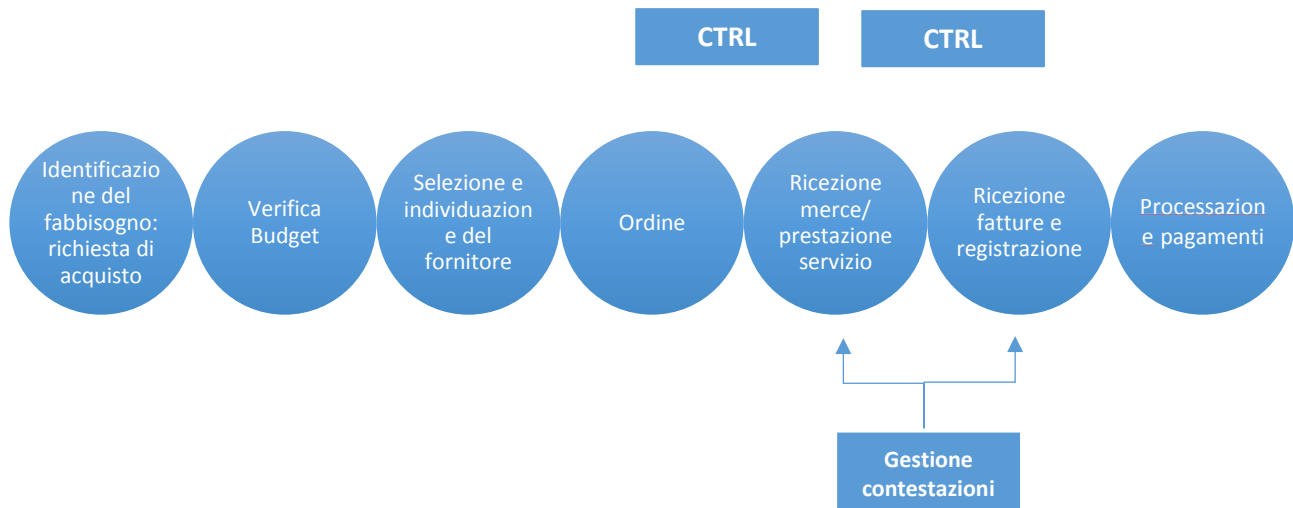 CTRL
CTRL
Identificazio
ne del
fabbisogno:
richiesta di
acquisto
Verifica
Budget
Selezione e
individuazion
e del
fornitore
Ordine
Ricezione
merce/
prestazione
servizio
Ricezione
fatture e
registrazione
Processazion
e pagamenti
Gestione
contestazioni